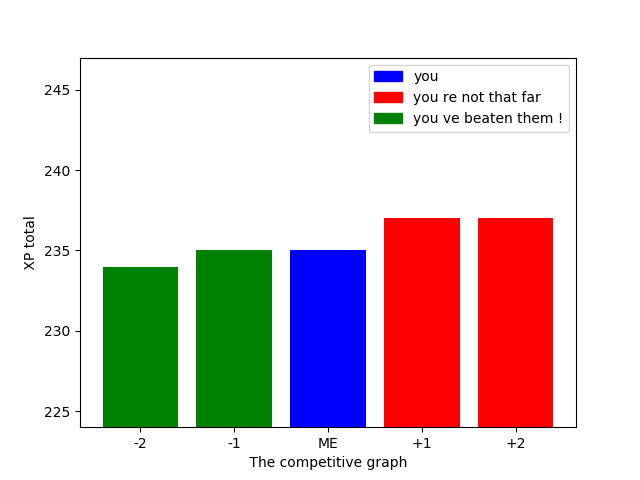 you
you re not that far
you ve beaten them !
245
240
235
230
225
XP total
-2
-1
ME
+1
+2
The competitive graph